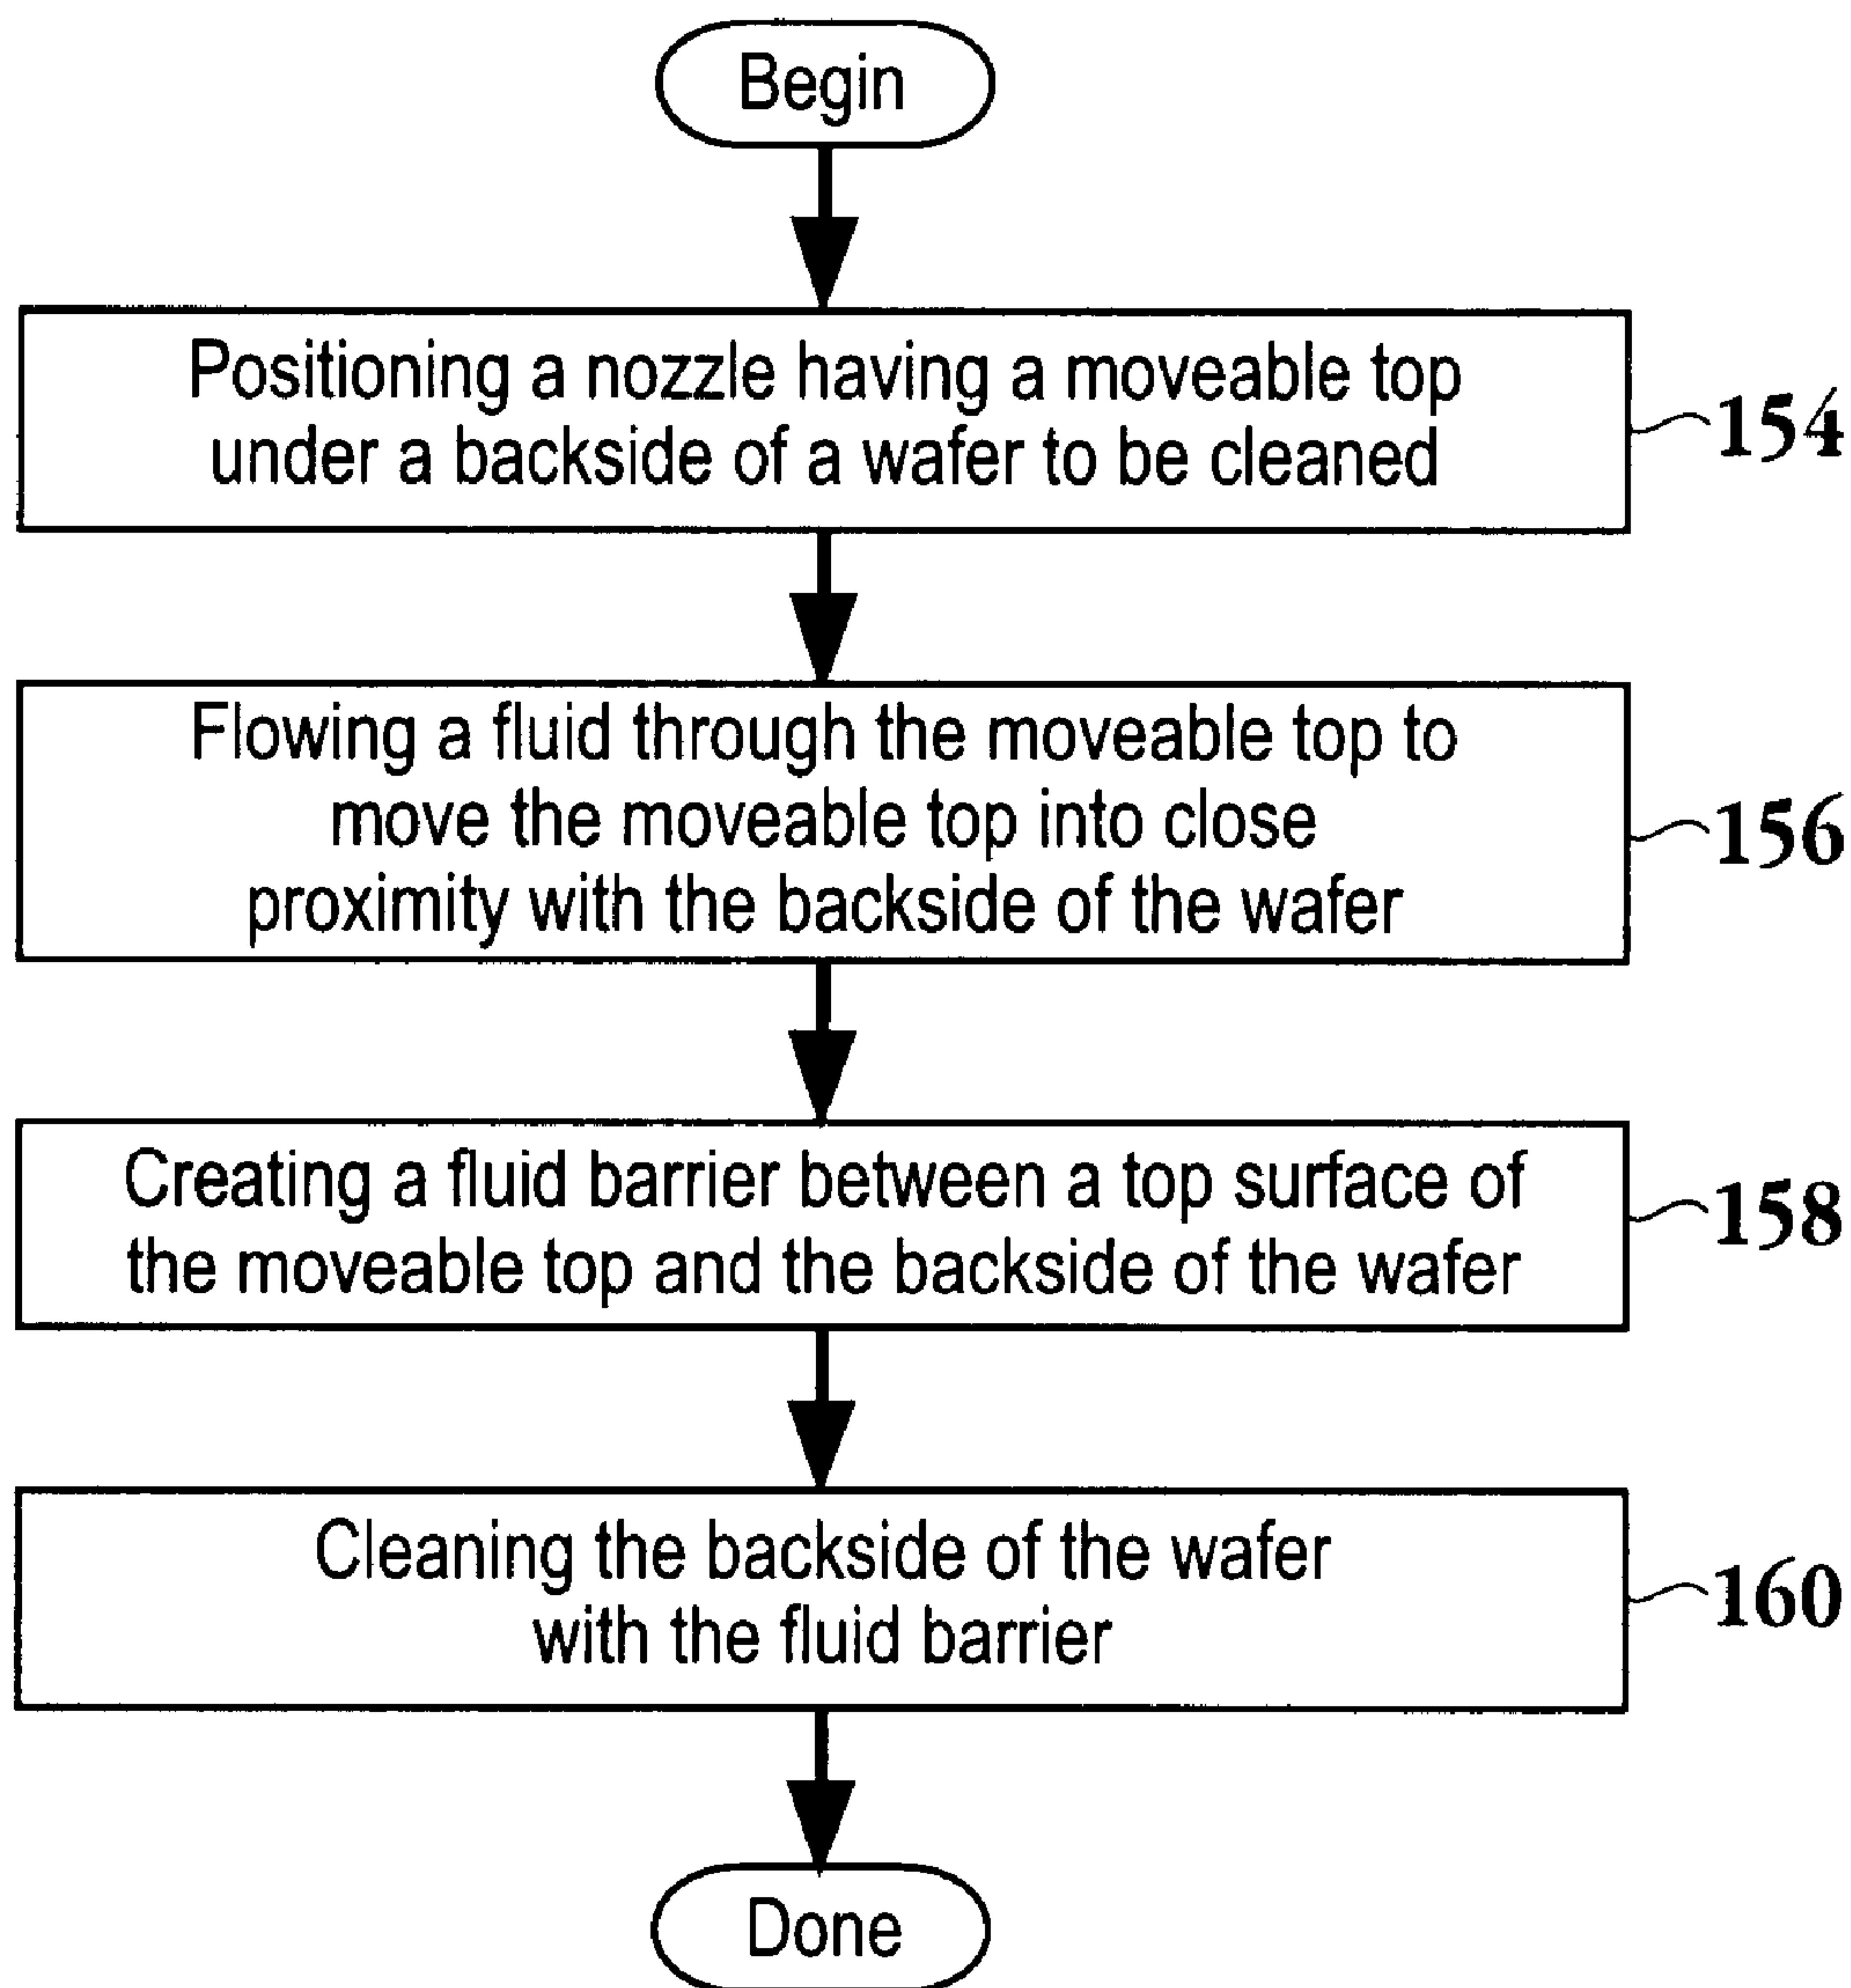 Begin
Positioning a nozzle having a moveable top
under a backside of a wafer to be cleaned
154
Flowing a fluid through the moveable top to
move the moveable top into close
proximity with the backside of the wafer
156
Creating a fluid barrier between a top surface of
the moveable top and the backside of the wafer
158
Cleaning the backside of the wafer
with the fluid barrier
160
Done